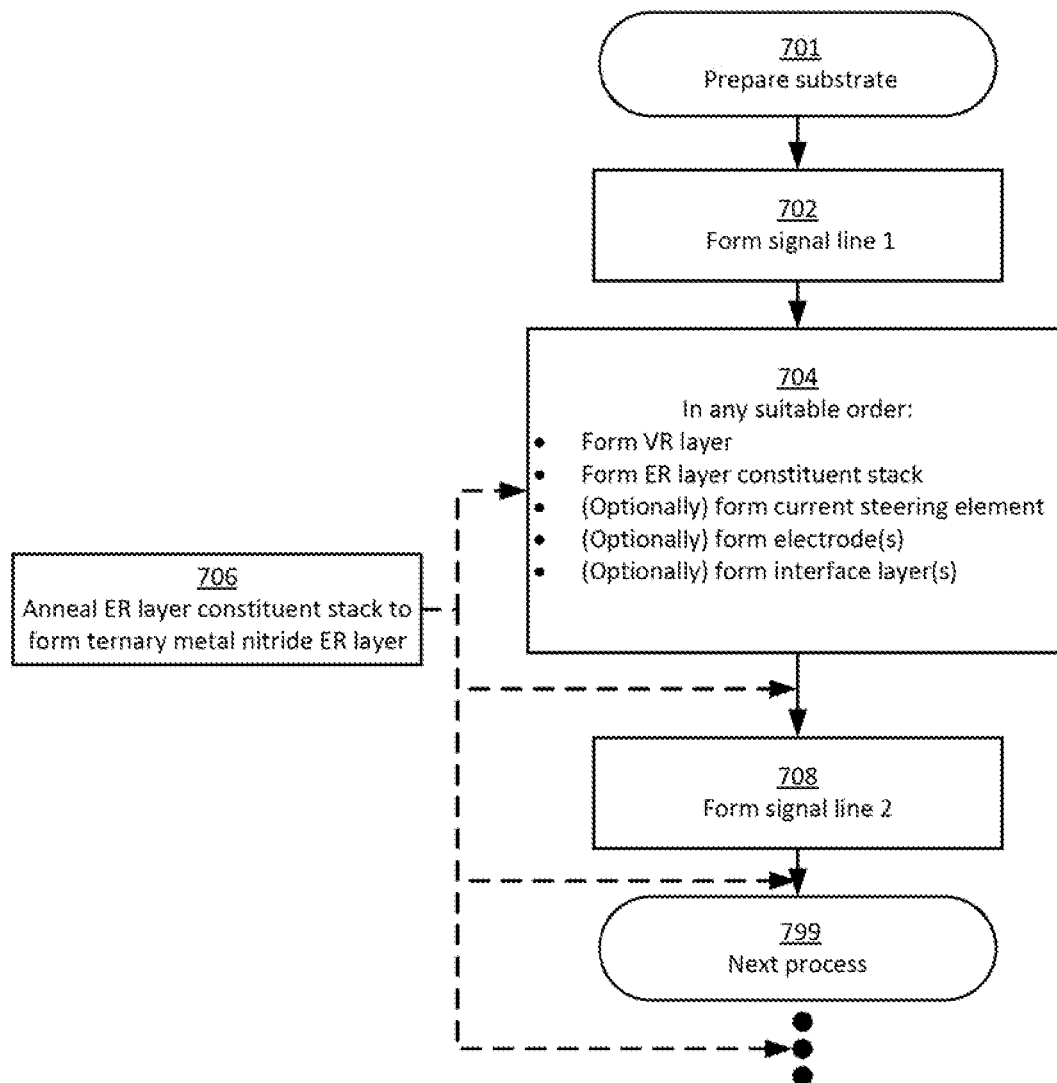 701
Prepare substrate
702
Form signal line 1
704
In any suitable order:
• Form VR layer
• Form ER layer constituent stack
• (Optionally) form current steering element
• (Optionally) form electrode(s)
• (Optionally) form interface layer(s)
706
Anneal ER layer constituent stack to
form ternary metal nitride ER layer
708
Form signal line 2
799
Next process